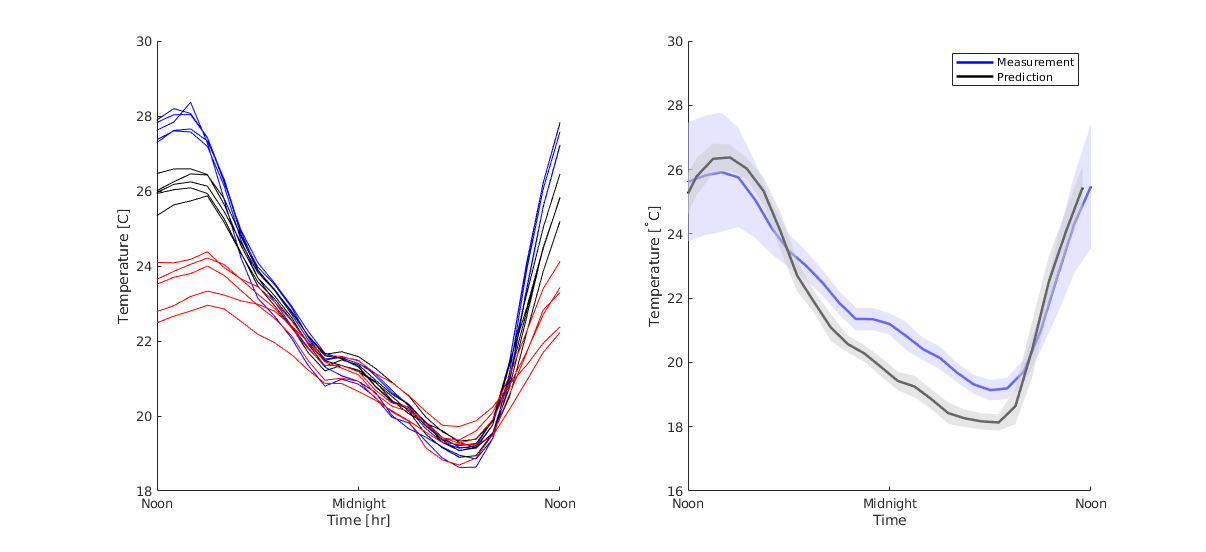 30
28
26
24
22
20
18
Temperature [C]
Noon
Midnight
Noon
Time [hr]
30
28
26
24
22
20
18
16
Temperature [°C]
Noon
Midnight
Noon
Time
Measurement
Prediction